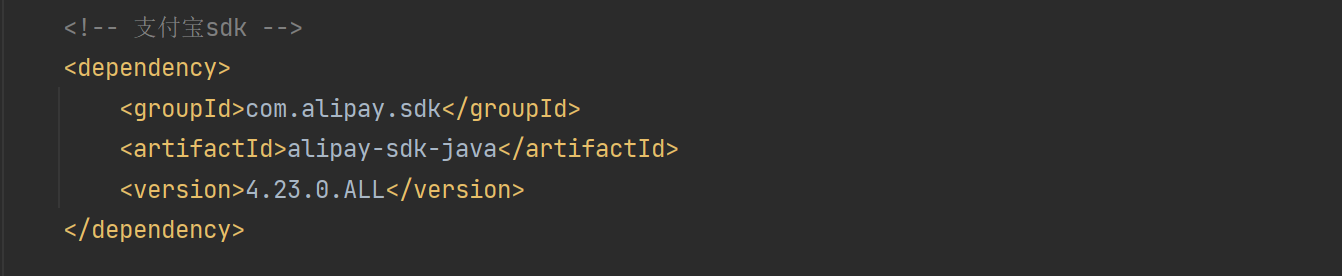 <!-- 支付宝sdk -->
<dependency>
<groupId>com.alipay.sdk</groupId>
<artifactId>alipay-sdk-java</artifactId>
<version>4.23.0.ALL</version>
</dependency>